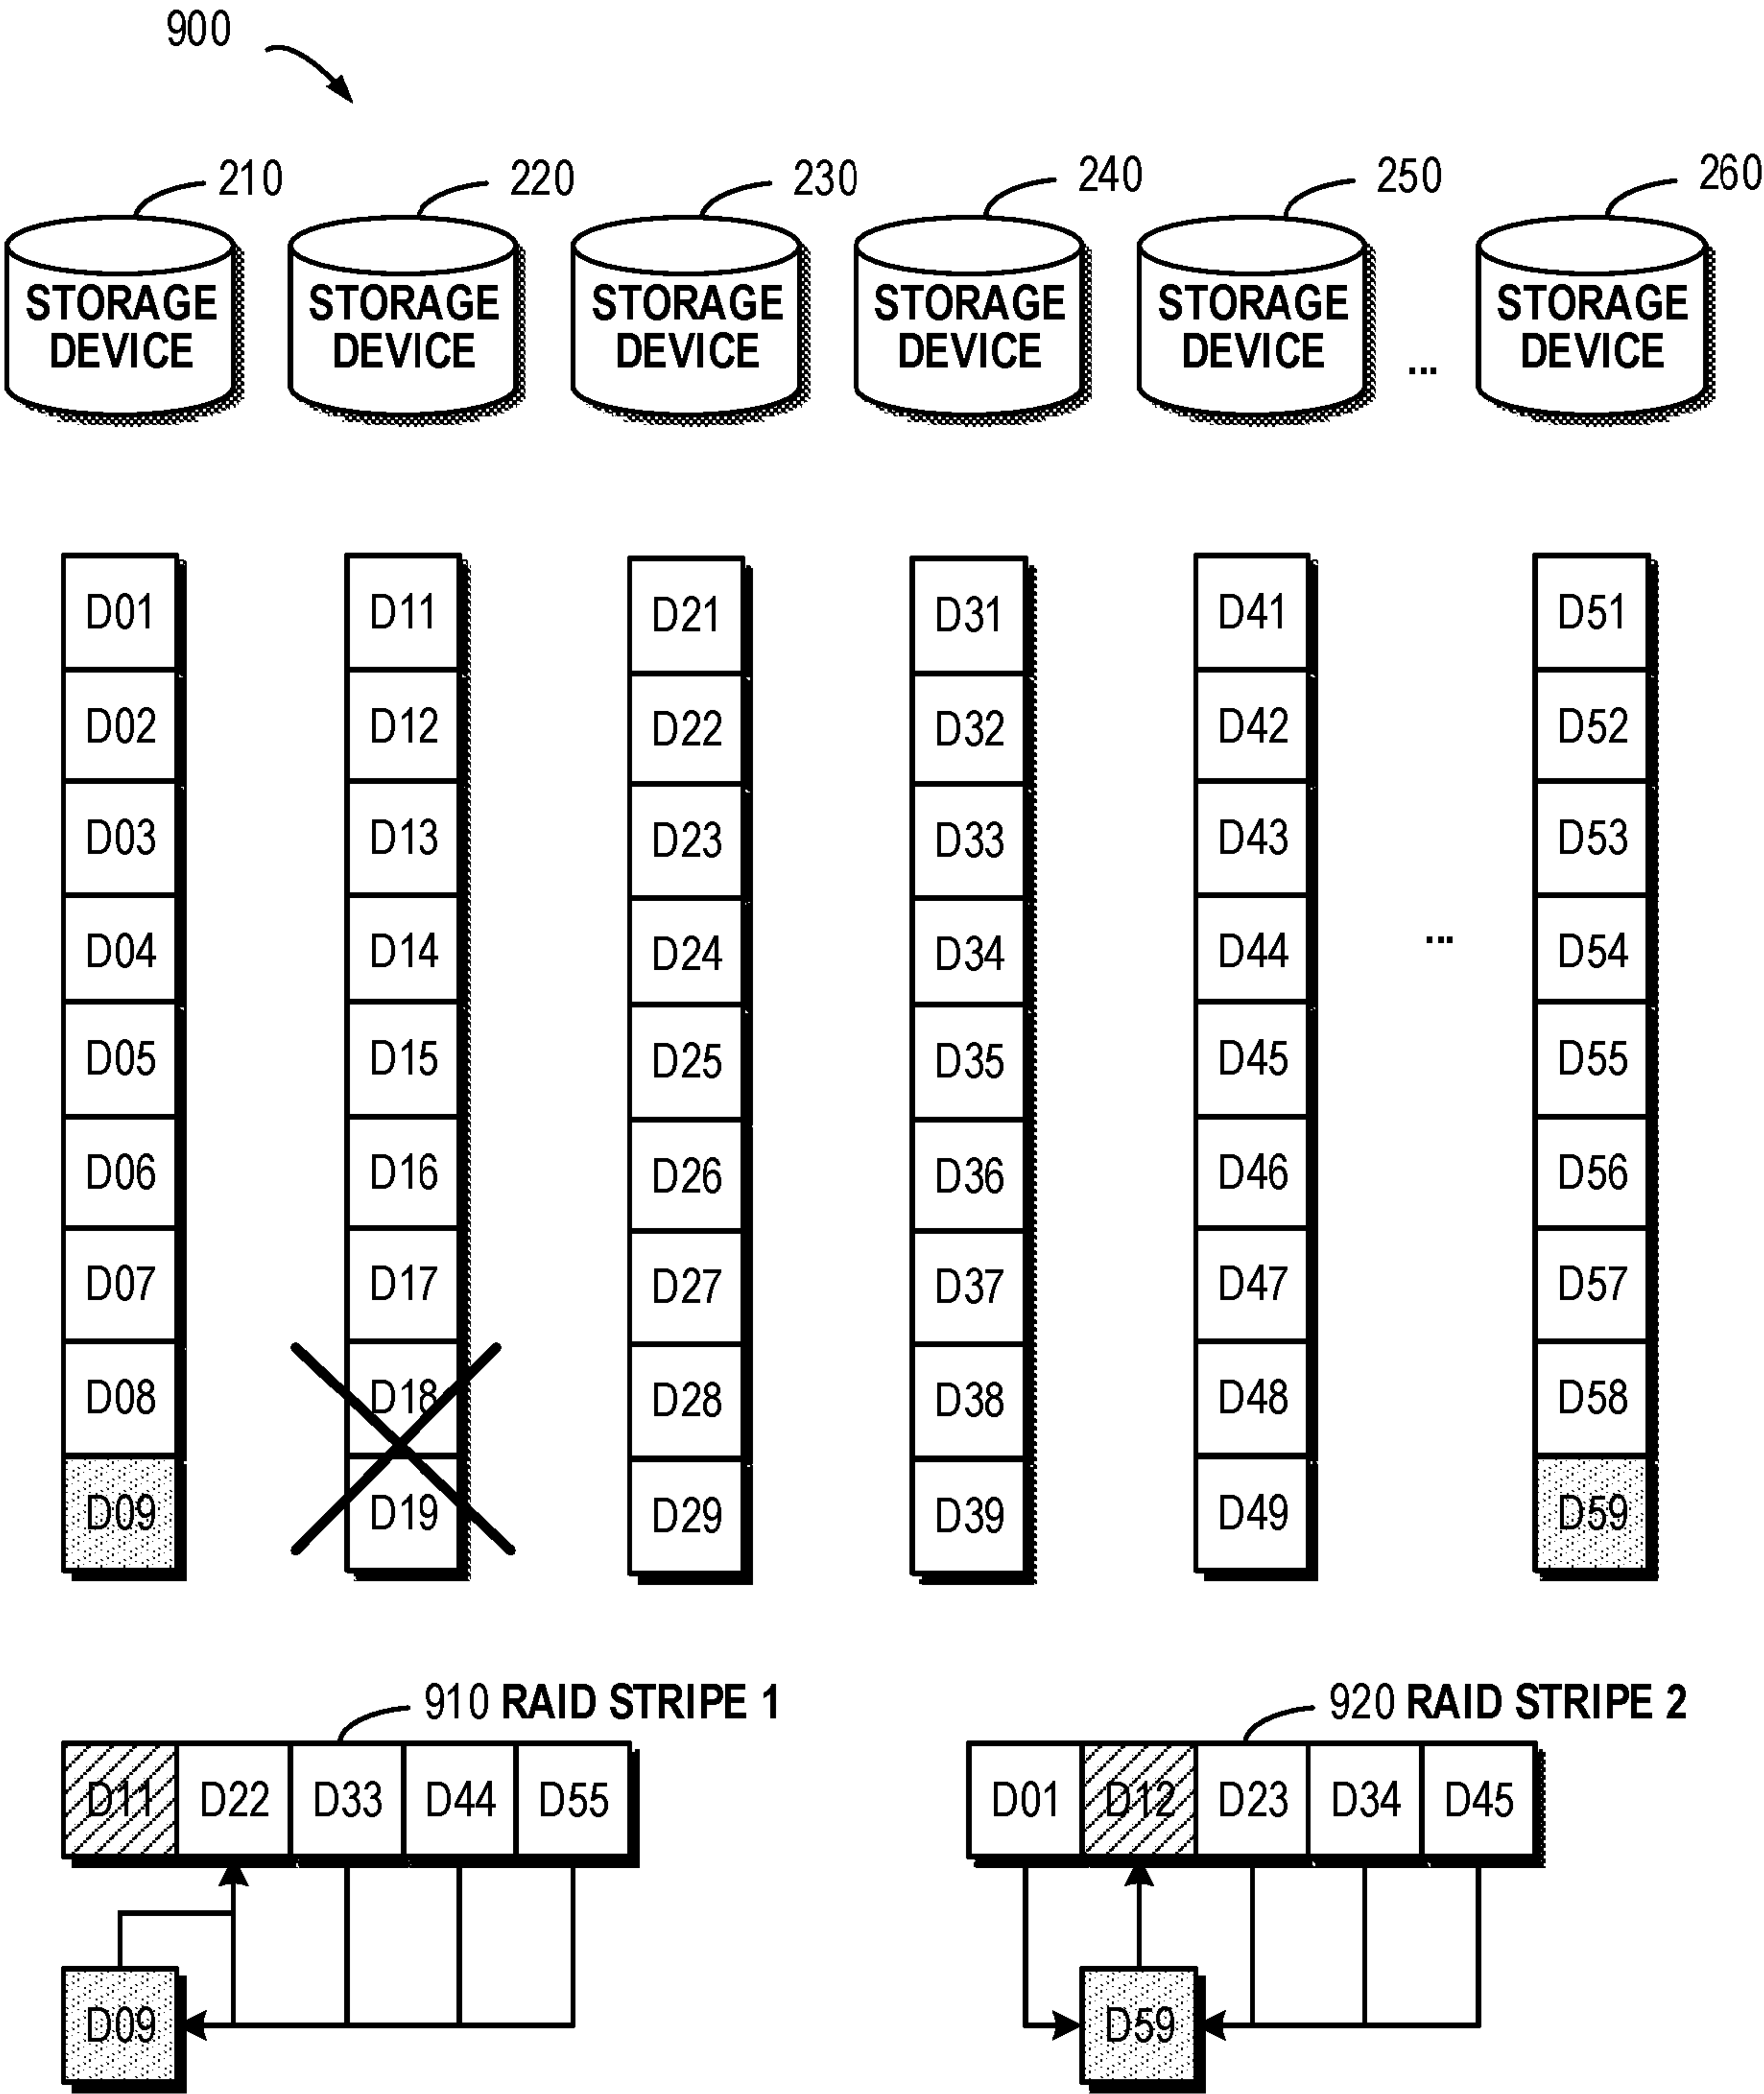 900
210 220 230 240 250 260
STORAGE DEVICE STORAGE DEVICE STORAGE DEVICE STORAGE DEVICE STORAGE DEVICE ... STORAGE DEVICE
D01 D11 D21 D31 D41 D51
D02 D12 D22 D32 D42 D52
D03 D13 D23 D33 D43 D53
D04 D14 D24 D34 D44 ... D54
D05 D15 D25 D35 D45 D55
D06 D16 D26 D36 D46 D56
D07 D17 D27 D37 D47 D57
D08 D18 D28 D38 D48 D58
D09 D19 D29 D39 D49 D59
910 RAID STRIPE 1 920 RAID STRIPE 2
D11 D22 D33 D44 D55 D01 D12 D23 D34 D45
D09 D59